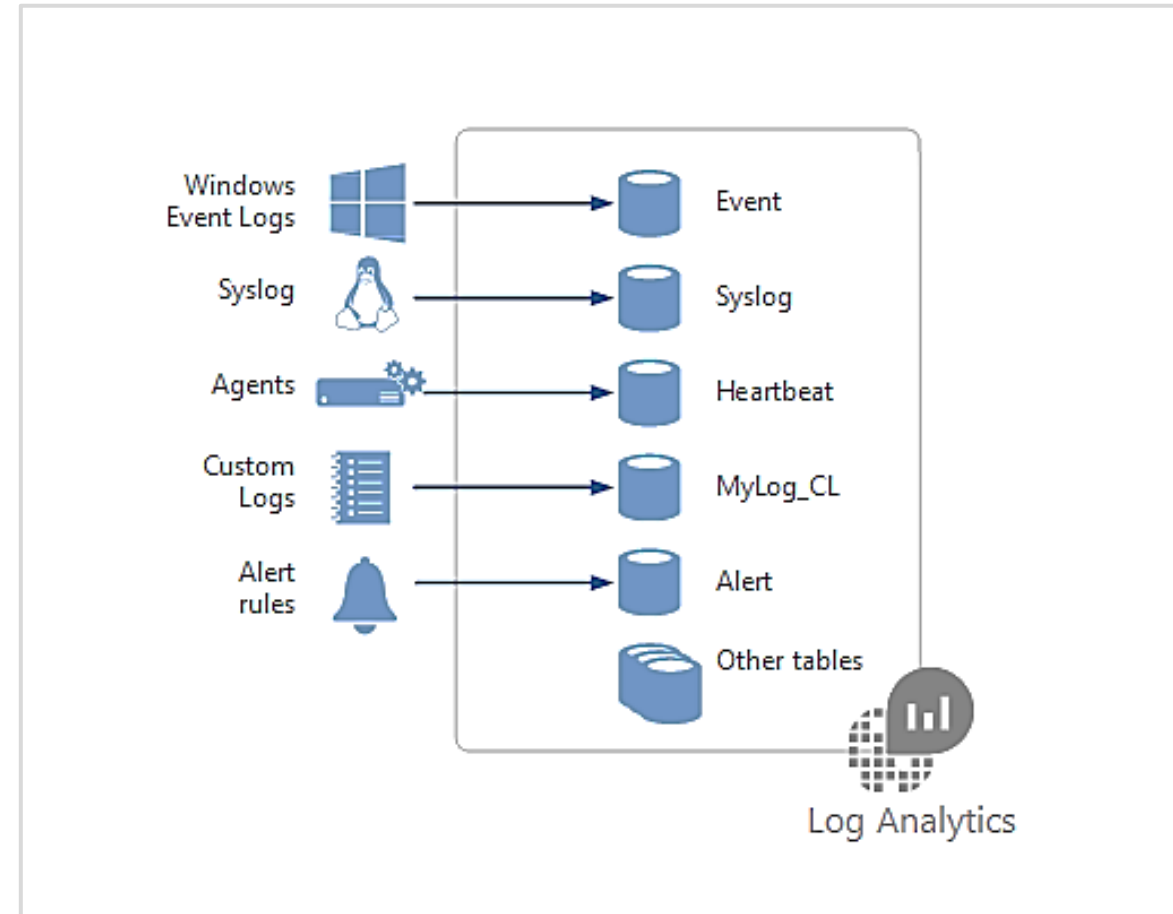 Windows
Event Logs
Event
Syslog
Syslog
Agents
Heartbeat
Custom
Logs
MyLog_CL
Alert
rules
Alert
Other tables
Log Analytics